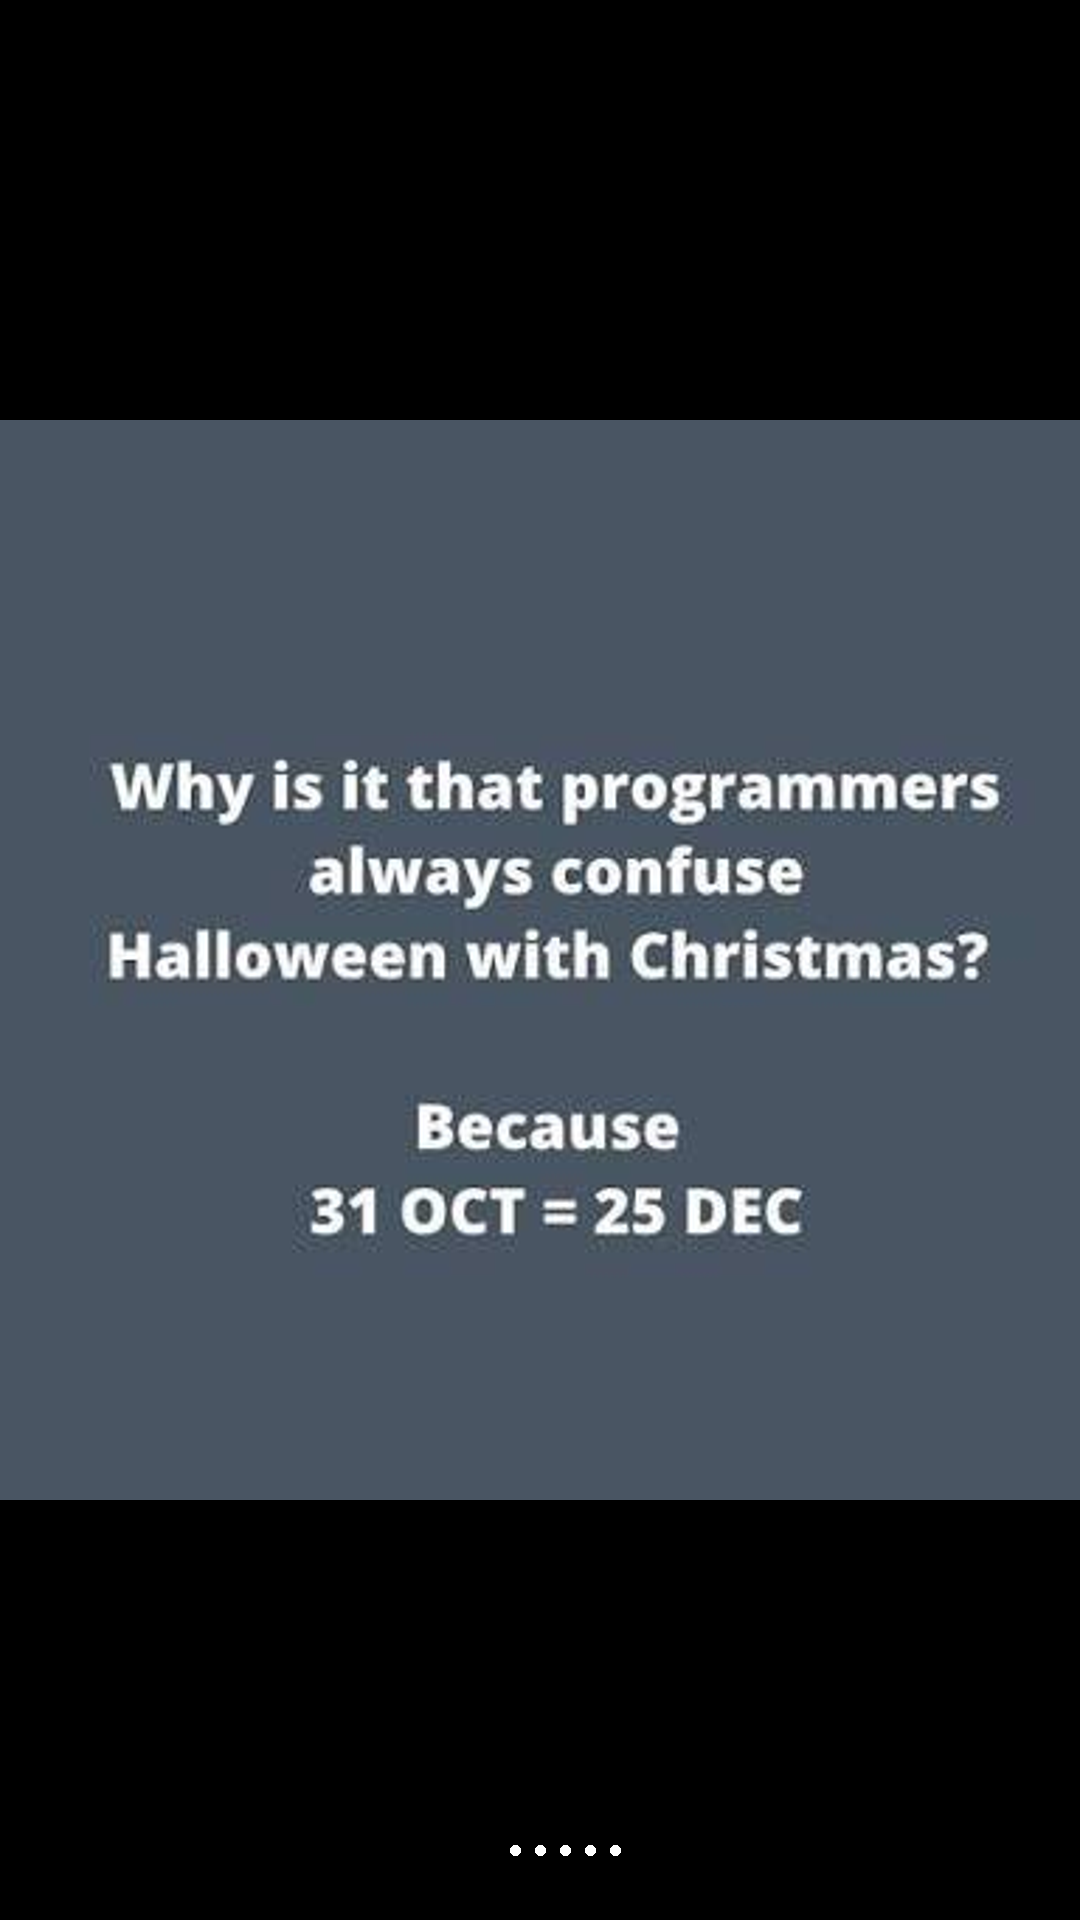 Why is it that programmers
always confuse
Halloween with Christmas?
Because
31 OCT = 25 DEC